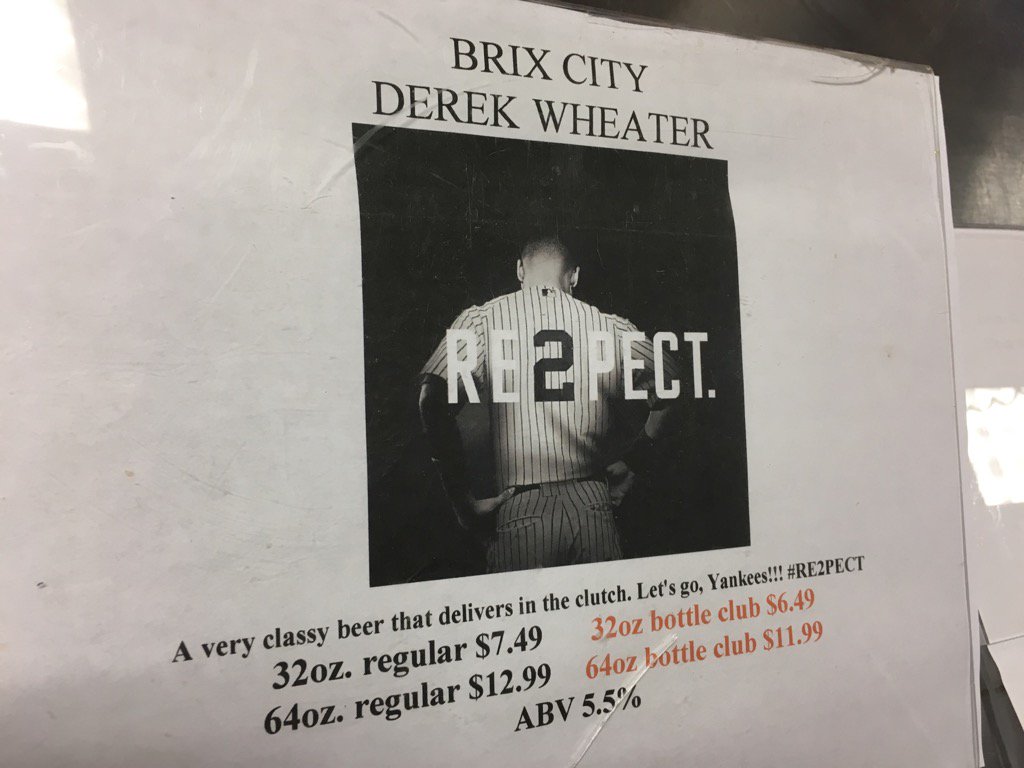 BRIX CITY
DEREK WHEATER
RE2PECT.
A very classy beer that delivers in the clutch. Let's go, Yankees!!! #RE2PECT
32oz. regular $7.49 32oz bottle club $6.49
64oz. regular $12.99 64oz bottle club $11.99
ABV 5.5%